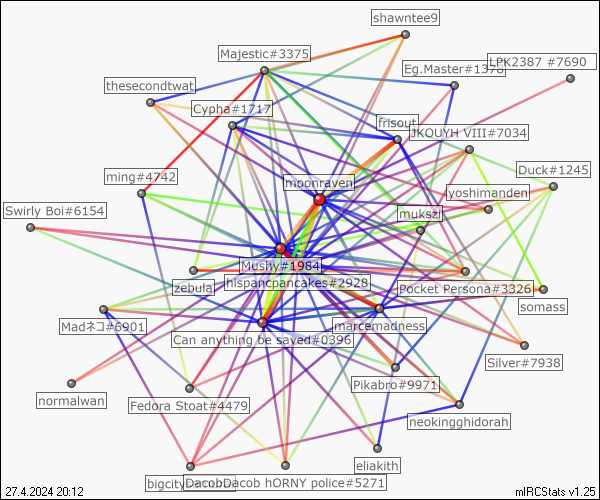 shawntee9
Majestic#3375
LPK2387 #7690
Eg.Master#1378
thesecondtwat
Cypha#1717
frisout
JKOUYH VIII#7034
Duck#1245
ming#4742
moonraven
yoshimanden
Swirly Boi#6154
mukszi
Mushy#1984
hispancpancakes#2928
zebula
Pocket Persona#3326
somass
Madネコ#6901
marcemadness
Can anything be saved#0396
Silver#7938
Pikabro#9971
normalwan
Fedora Stoat#4479
neokingghidorah
eliakith
DacoubDacob hORNY police#5271
27.4.2024 20:12
mIRCStats v1.25